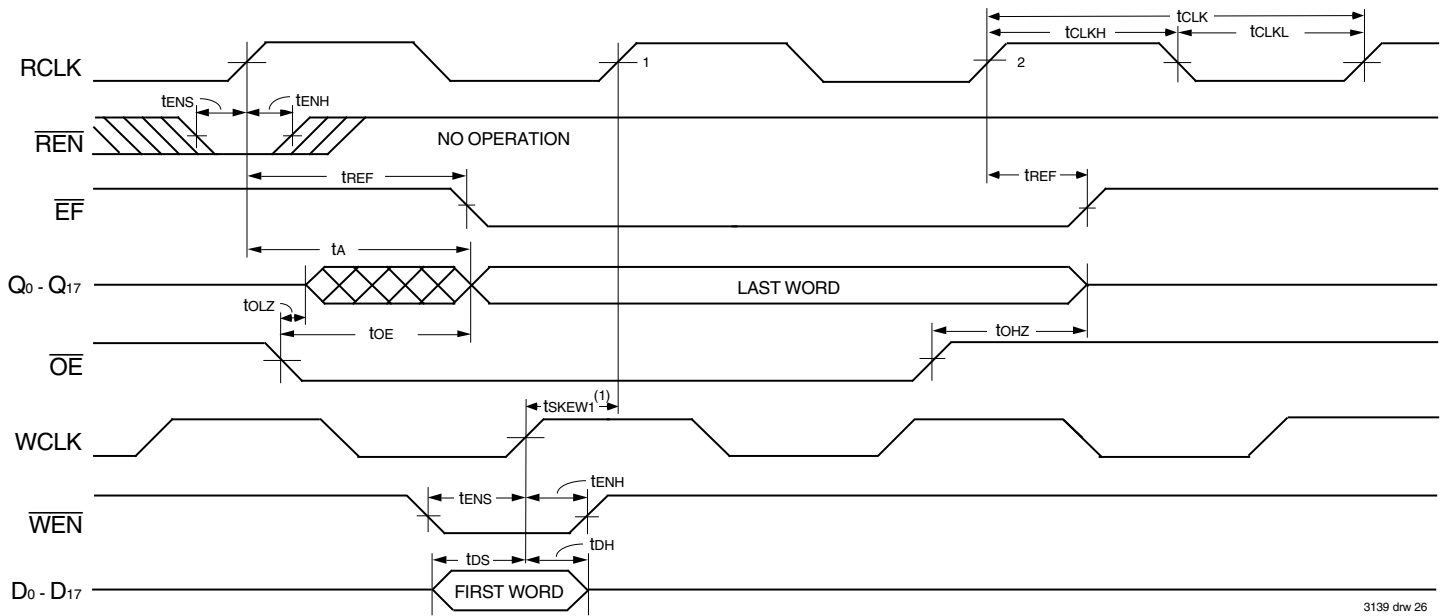 tCLK
tCLKH tCLKL
RCLK 1 2
tENS tENH
REN NO OPERATION
tREF tREF
EF
tA
Q0 - Q17 LAST WORD
tOLZ tOE tOHZ
OE
tSKEW1(1)
WCLK
tENS tENH
WEN
tDS tDH
D0 - D17 FIRST WORD
3139 drw 26